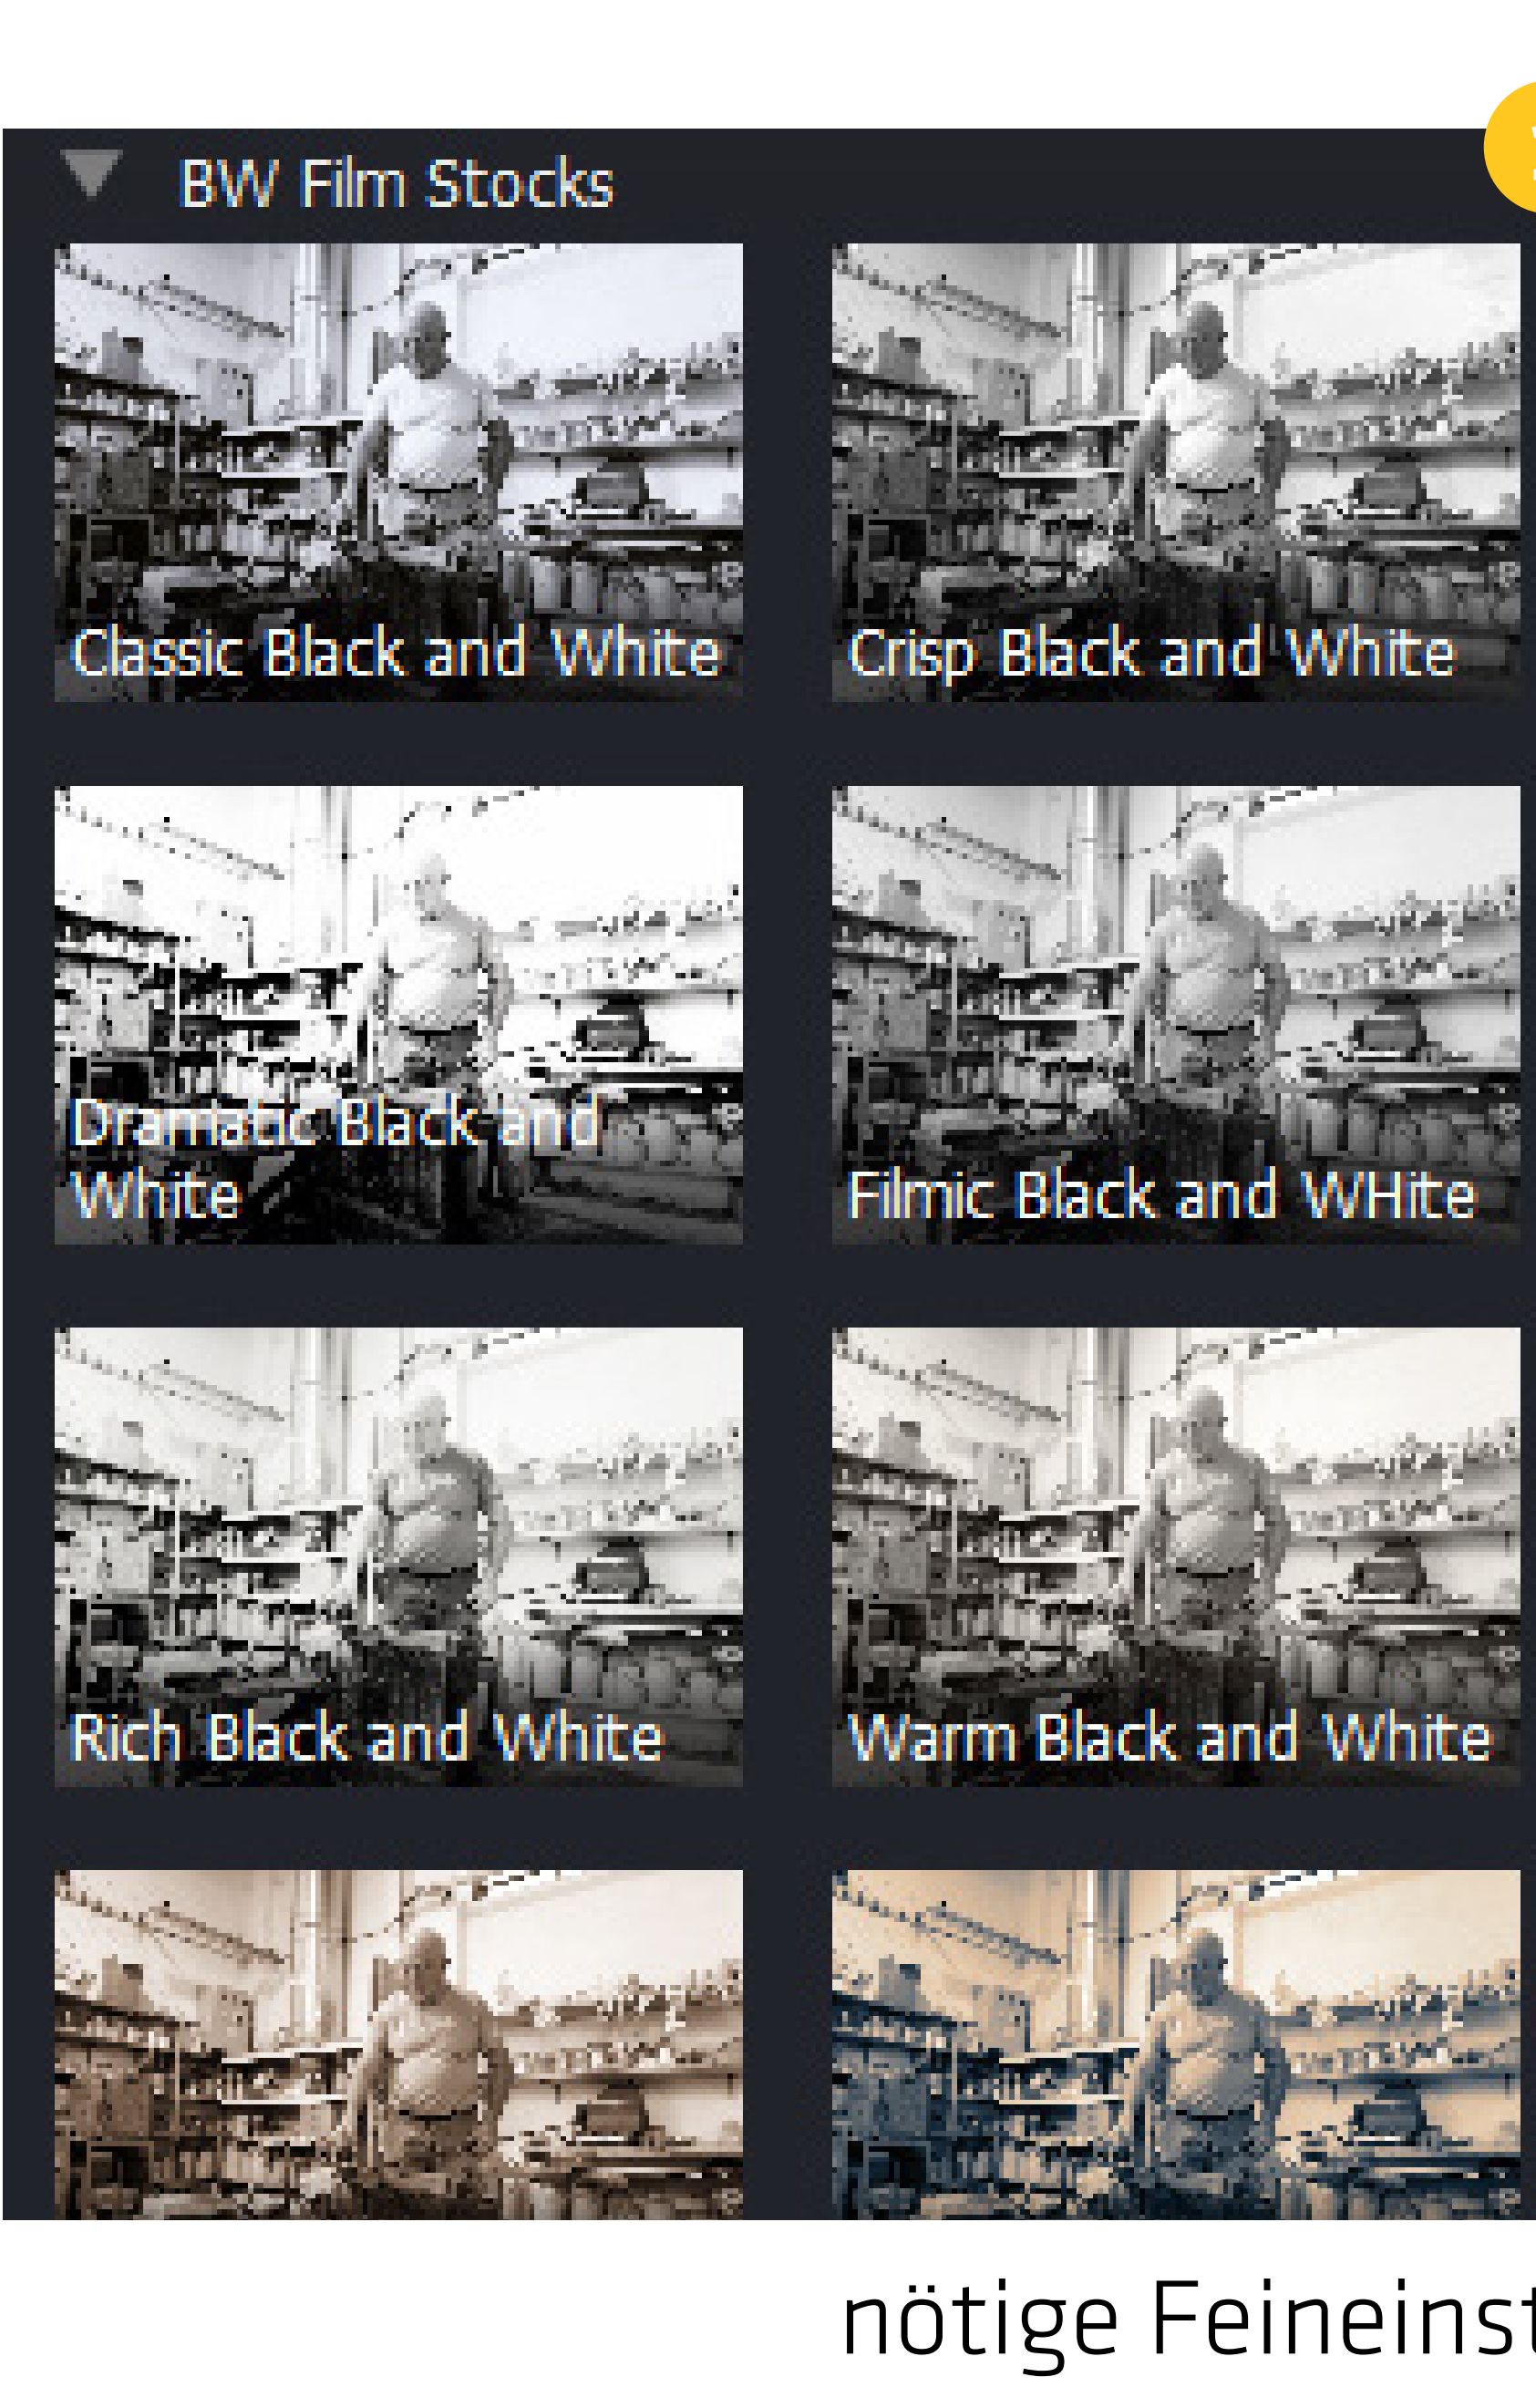 BW Film Stocks
Classic Black and White
Crisp Black and White
Dramatic Black and
White
Filmic Black and WHite
Rich Black and White
Warm Black and White
nötige